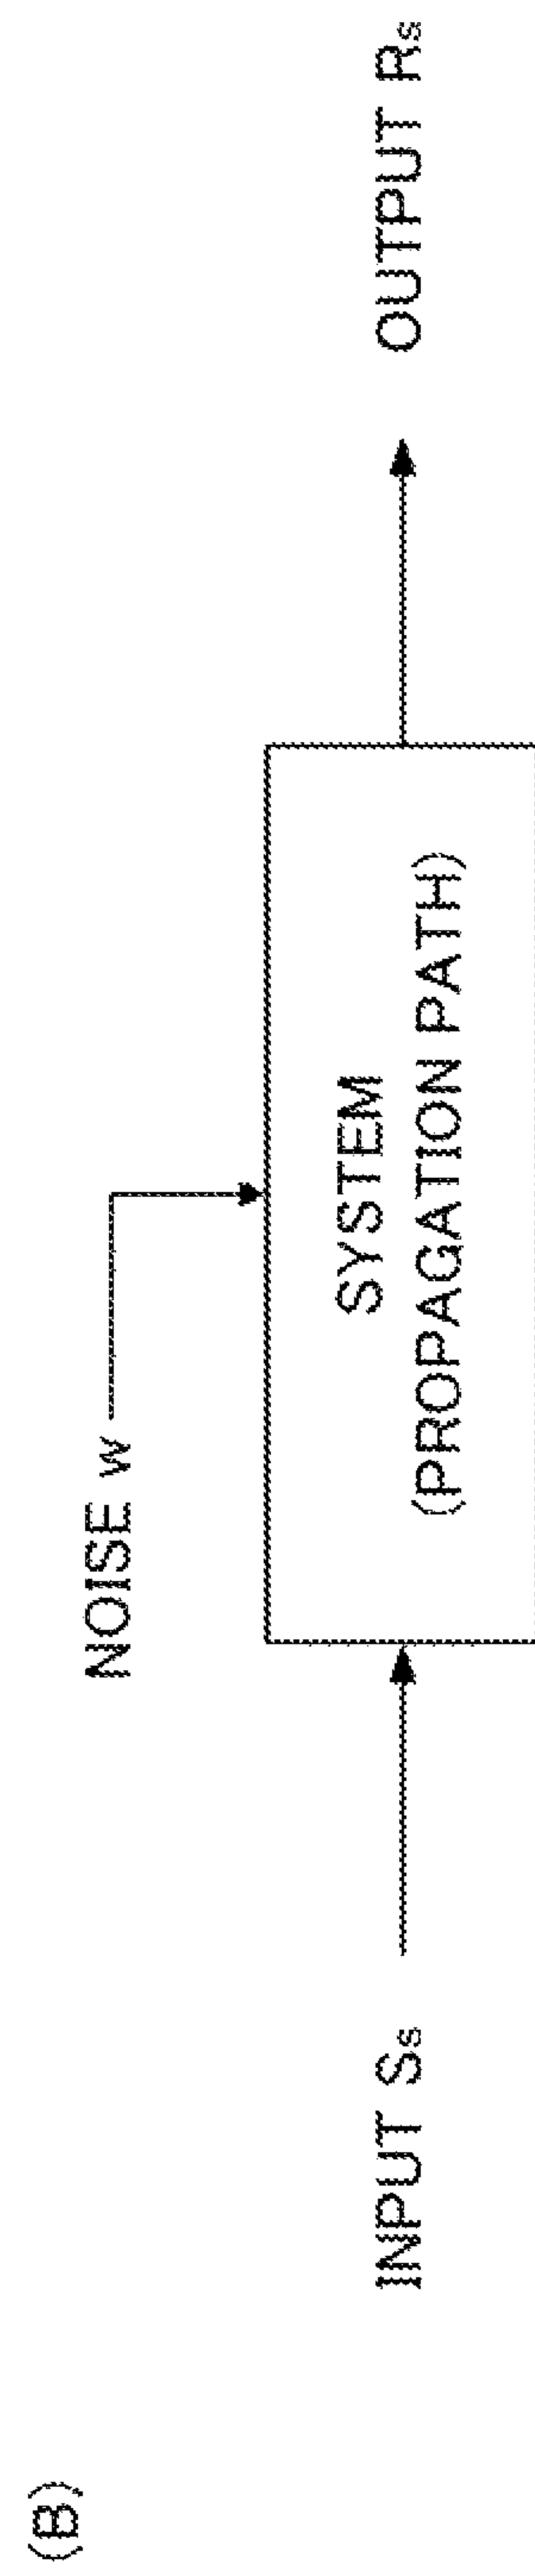 (B)
NOISE w
INPUT Ss
SYSTEM
(PROPAGATION PATH)
OUTPUT Rs